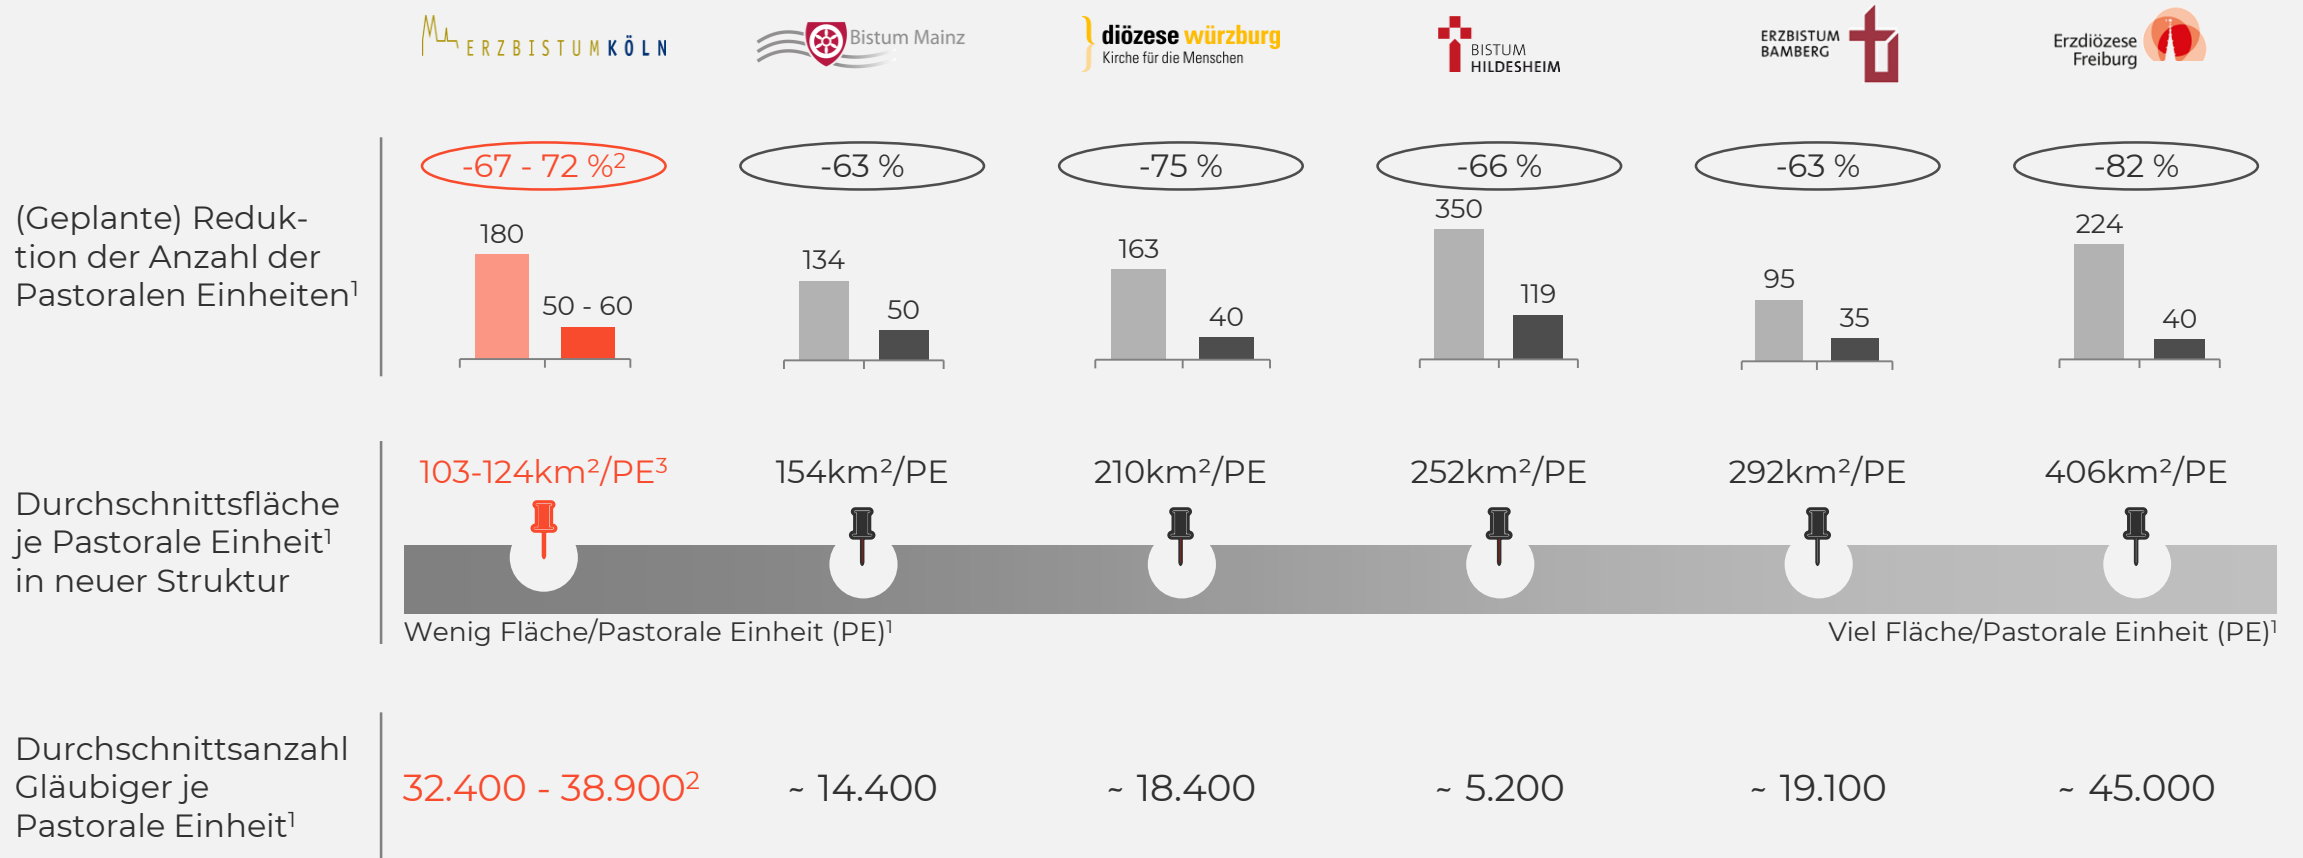 ERZBISTUM KÖLN
Bistum Mainz
diözese würzburg
Kirche für die Menschen
BISTUM
HILDESHEIM
ERZBISTUM
BAMBERG
Erzdiözese
Freiburg
(Geplante) Reduk-
tion der Anzahl der
Pastoralen Einheiten¹
-67 - 72 %²
-63 %
-75 %
-66 %
-63 %
-82 %
180
50 - 60
134
50
163
40
350
119
95
35
224
40
Durchschnittsfläche
je Pastorale Einheit¹
in neuer Struktur
103-124km²/PE³
154km²/PE
210km²/PE
252km²/PE
292km²/PE
406km²/PE
Wenig Fläche/Pastorale Einheit (PE)¹
Viel Fläche/Pastorale Einheit (PE)¹
Durchschnittsanzahl
Gläubiger je
Pastorale Einheit¹
32.400 - 38.900²
~ 14.400
~ 18.400
~ 5.200
~ 19.100
~ 45.000